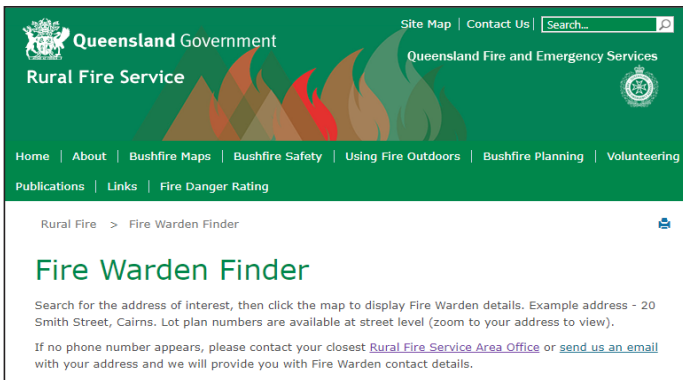 Site Map | Contact Us | Search...
Queensland Government
Queensland Fire and Emergency Services
Rural Fire Service
Home | About | Bushfire Maps | Bushfire Safety | Using Fire Outdoors | Bushfire Planning | Volunteering
Publications | Links | Fire Danger Rating
Rural Fire > Fire Warden Finder
Fire Warden Finder
Search for the address of interest, then click the map to display Fire Warden details. Example address - 20
Smith Street, Cairns. Lot plan numbers are available at street level (zoom to your address to view).
If no phone number appears, please contact your closest Rural Fire Service Area Office or send us an email
with your address and we will provide you with Fire Warden contact details.